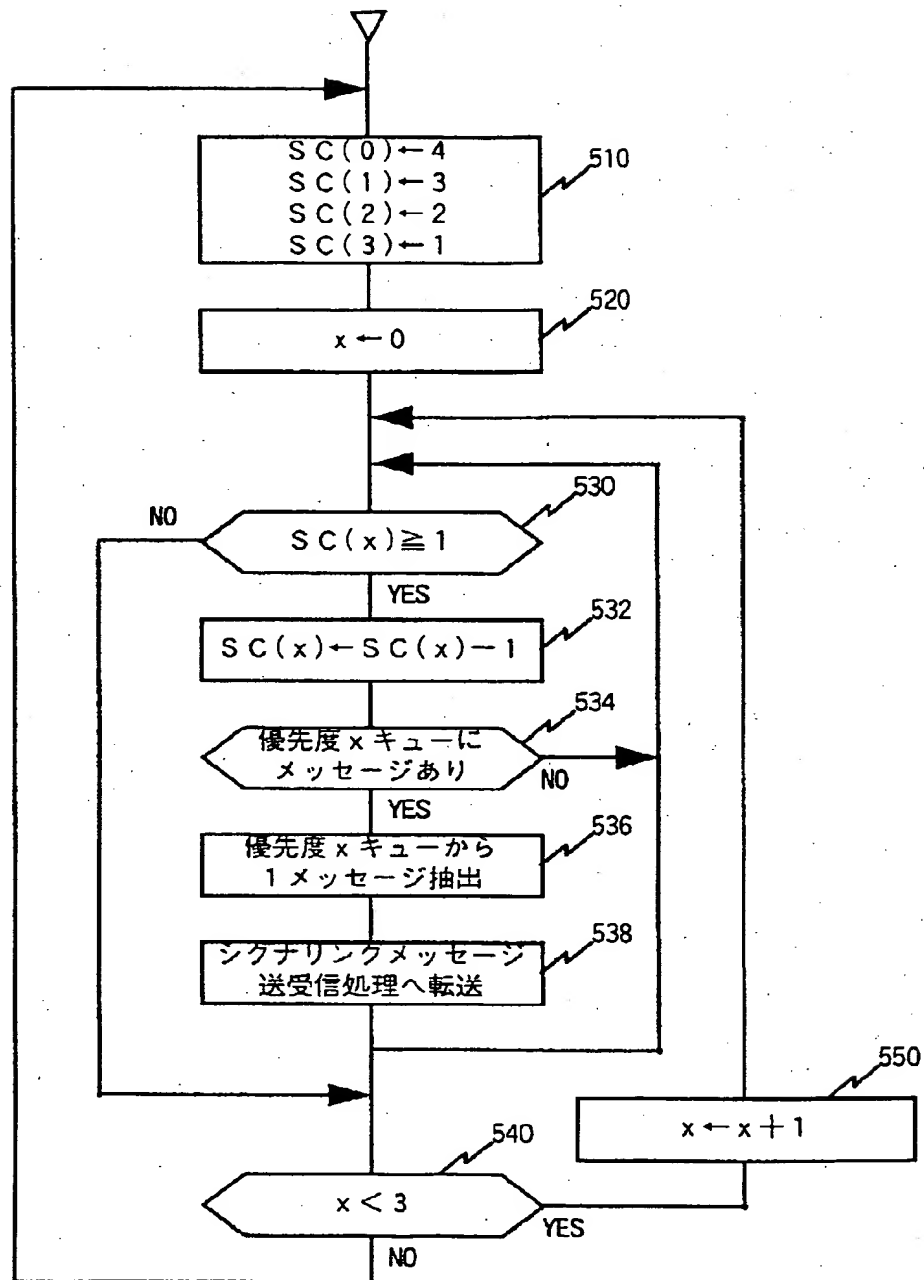 SC(0)←4
SC(1)←3
SC(2)←2
SC(3)←1
510
x←0
520
SC(x)≧1
530
NO
YES
SC(x)←SC(x)－1
532
優先度xキューに
メッセージあり
534
NO
YES
優先度xキューから
1メッセージ抽出
536
シグナリングメッセージ
送受信処理へ転送
538
x←x＋1
550
x＜3
540
YES
NO